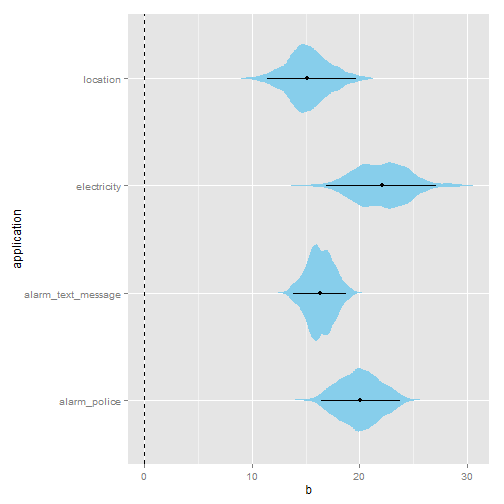 application
location
electricity
alarm_text_message
alarm_police
0 10 20 30
b